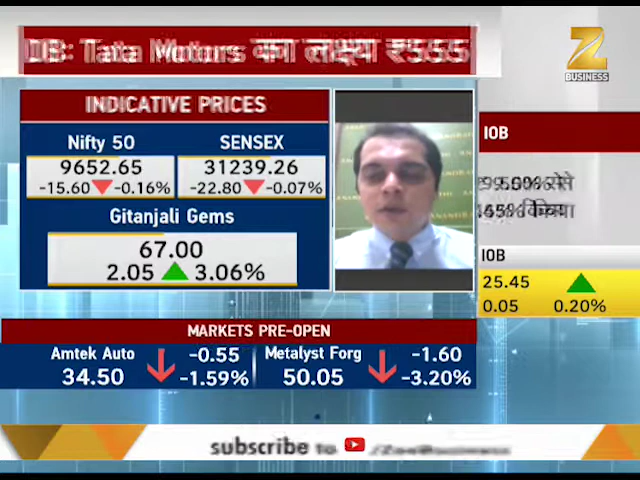 Tata Motors का लक्ष्य ₹555
Z
BUSINESS
INDICATIVE PRICES
Nifty 50
9652.65
-15.60 -0.16%
SENSEX
31239.26
-22.80 -0.07%
Gitanjali Gems
67.00
2.05 3.06%
IOB
IOB
25.45
0.05 0.20%
MARKETS PRE-OPEN
Amtek Auto
34.50
-0.55
-1.59%
Metalyst Forg
50.05
-1.60
-3.20%
subscribe to